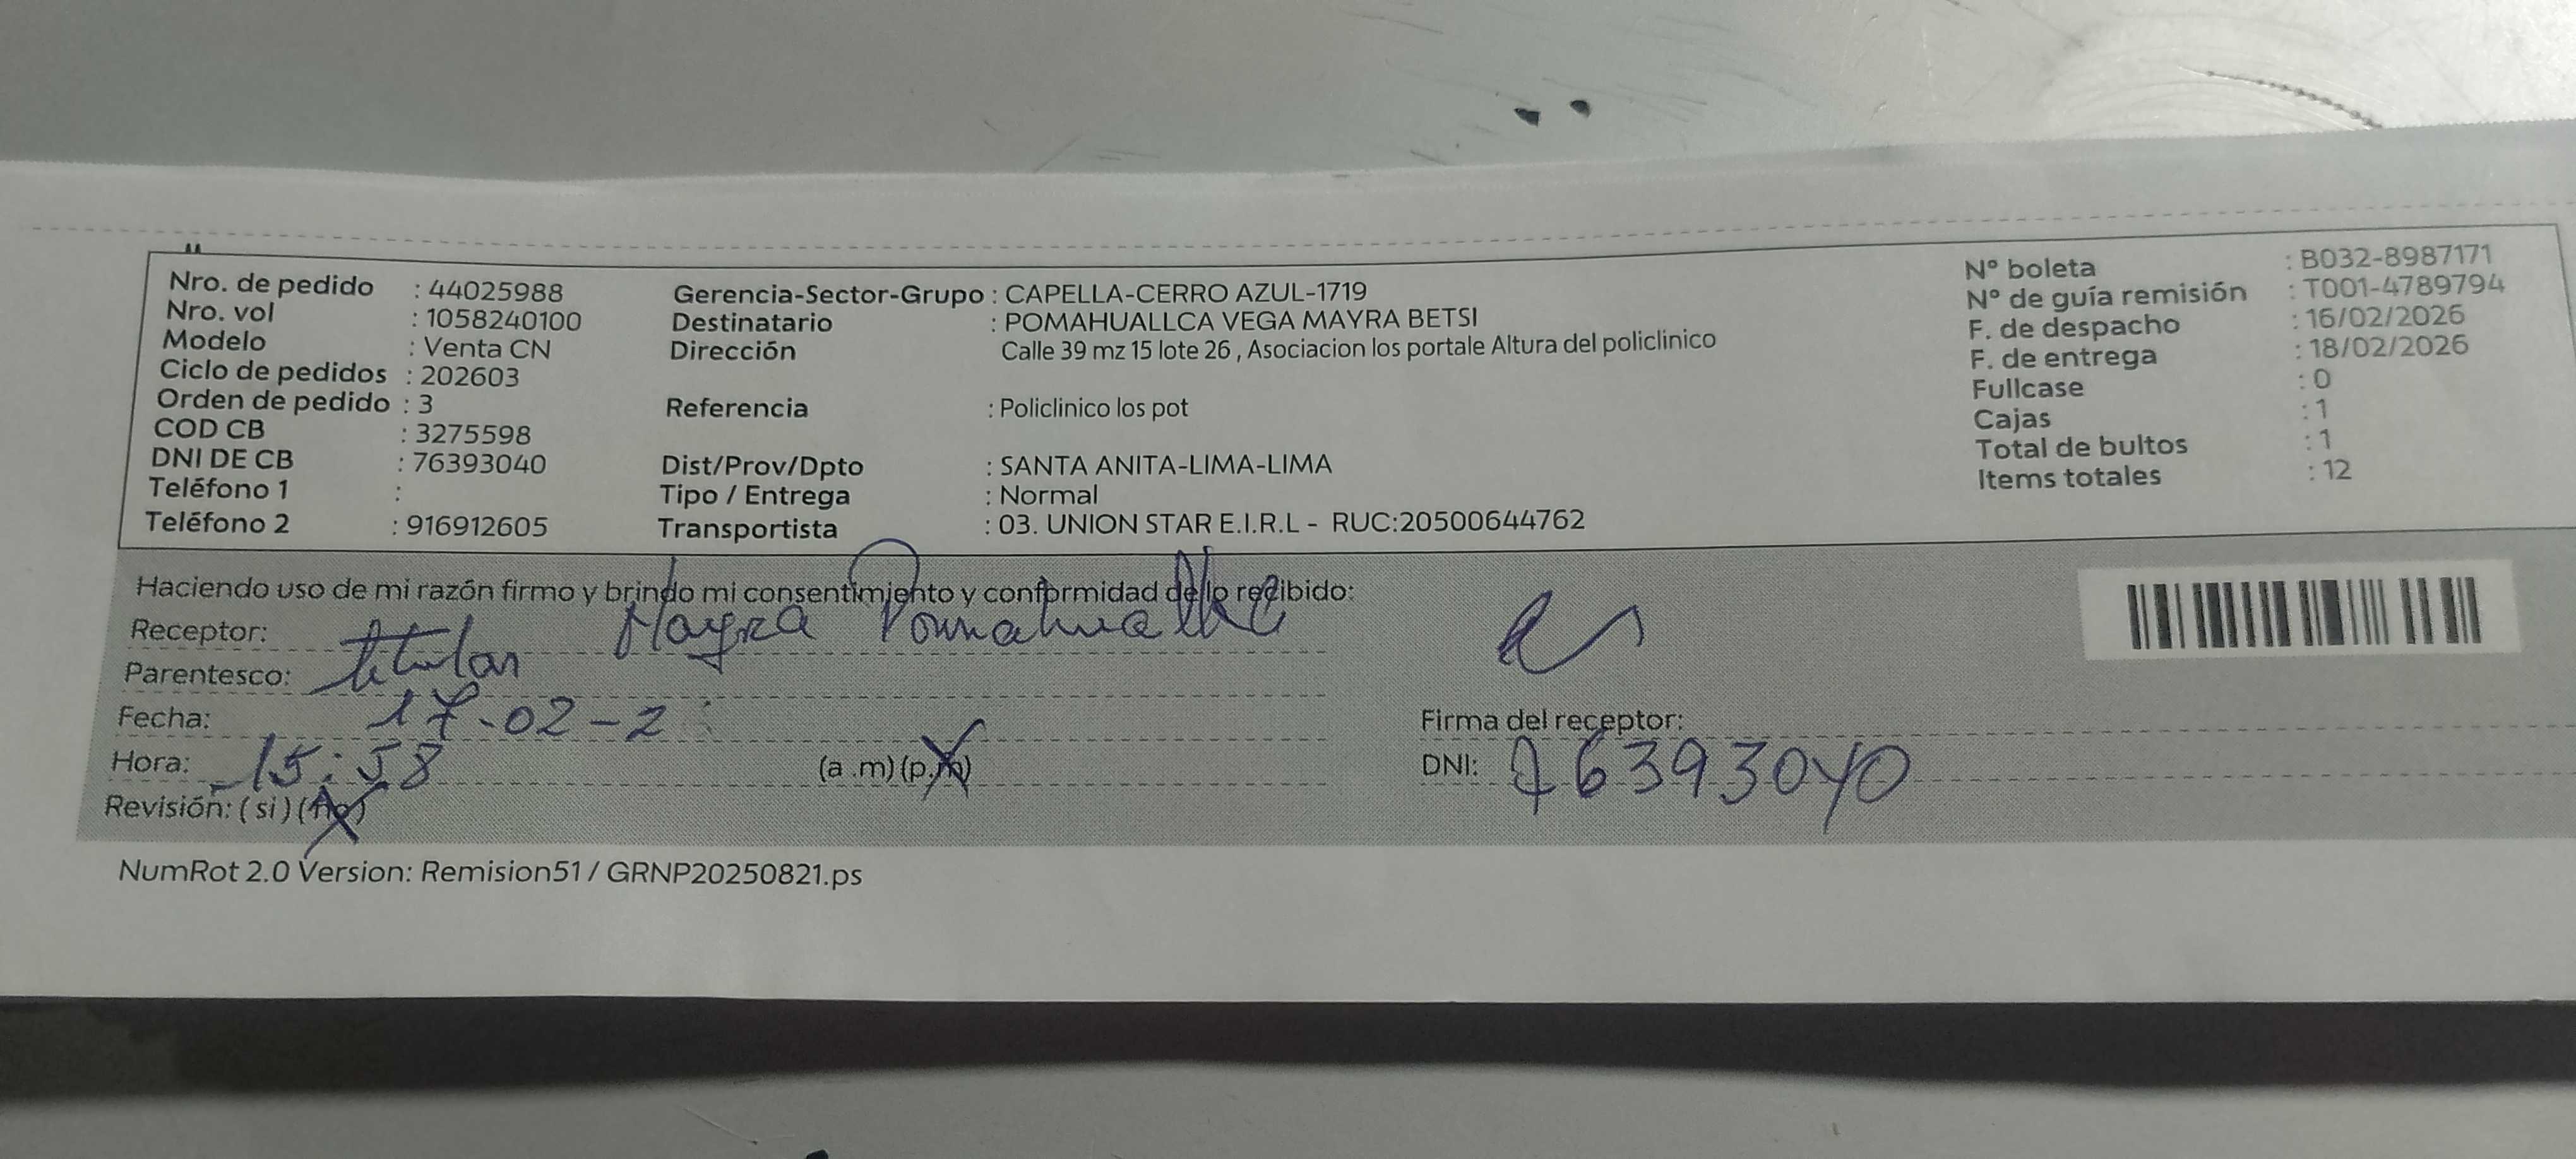 Nro. de pedido : 44025988
Nro. vol : 1058240100
Modelo : Venta CN
Ciclo de pedidos : 202603
Orden de pedido : 3
COD CB : 3275598
DNI DE CB : 76393040
Teléfono 1 :
Teléfono 2 : 916912605
Gerencia-Sector-Grupo : CAPELLA-CERRO AZUL-1719
Destinatario : POMAHUALLCA VEGA MAYRA BETSI
Dirección Calle 39 mz 15 lote 26 , Asociacion los portale Altura del policlinico
Referencia : Policlinico los pot
Dist/Prov/Dpto : SANTA ANITA-LIMA-LIMA
Tipo / Entrega : Normal
Transportista : 03. UNION STAR E.I.R.L - RUC:20500644762
N° boleta : B032-8987171
N° de guía remisión : T001-4789794
F. de despacho : 16/02/2026
F. de entrega : 18/02/2026
Fullcase : 0
Cajas : 1
Total de bultos : 1
Items totales : 12
Haciendo uso de mi razón firmo y brindo mi consentimiento y conformidad de lo recibido:
Receptor: Mayra Pomahuallca
Parentesco: titular
Fecha: 17-02-2
Hora: 15:58 (a .m) (p.m)
Revisión: ( si ) (no)
Firma del receptor:
DNI: 76393040
NumRot 2.0 Version: Remision51 / GRNP20250821.ps